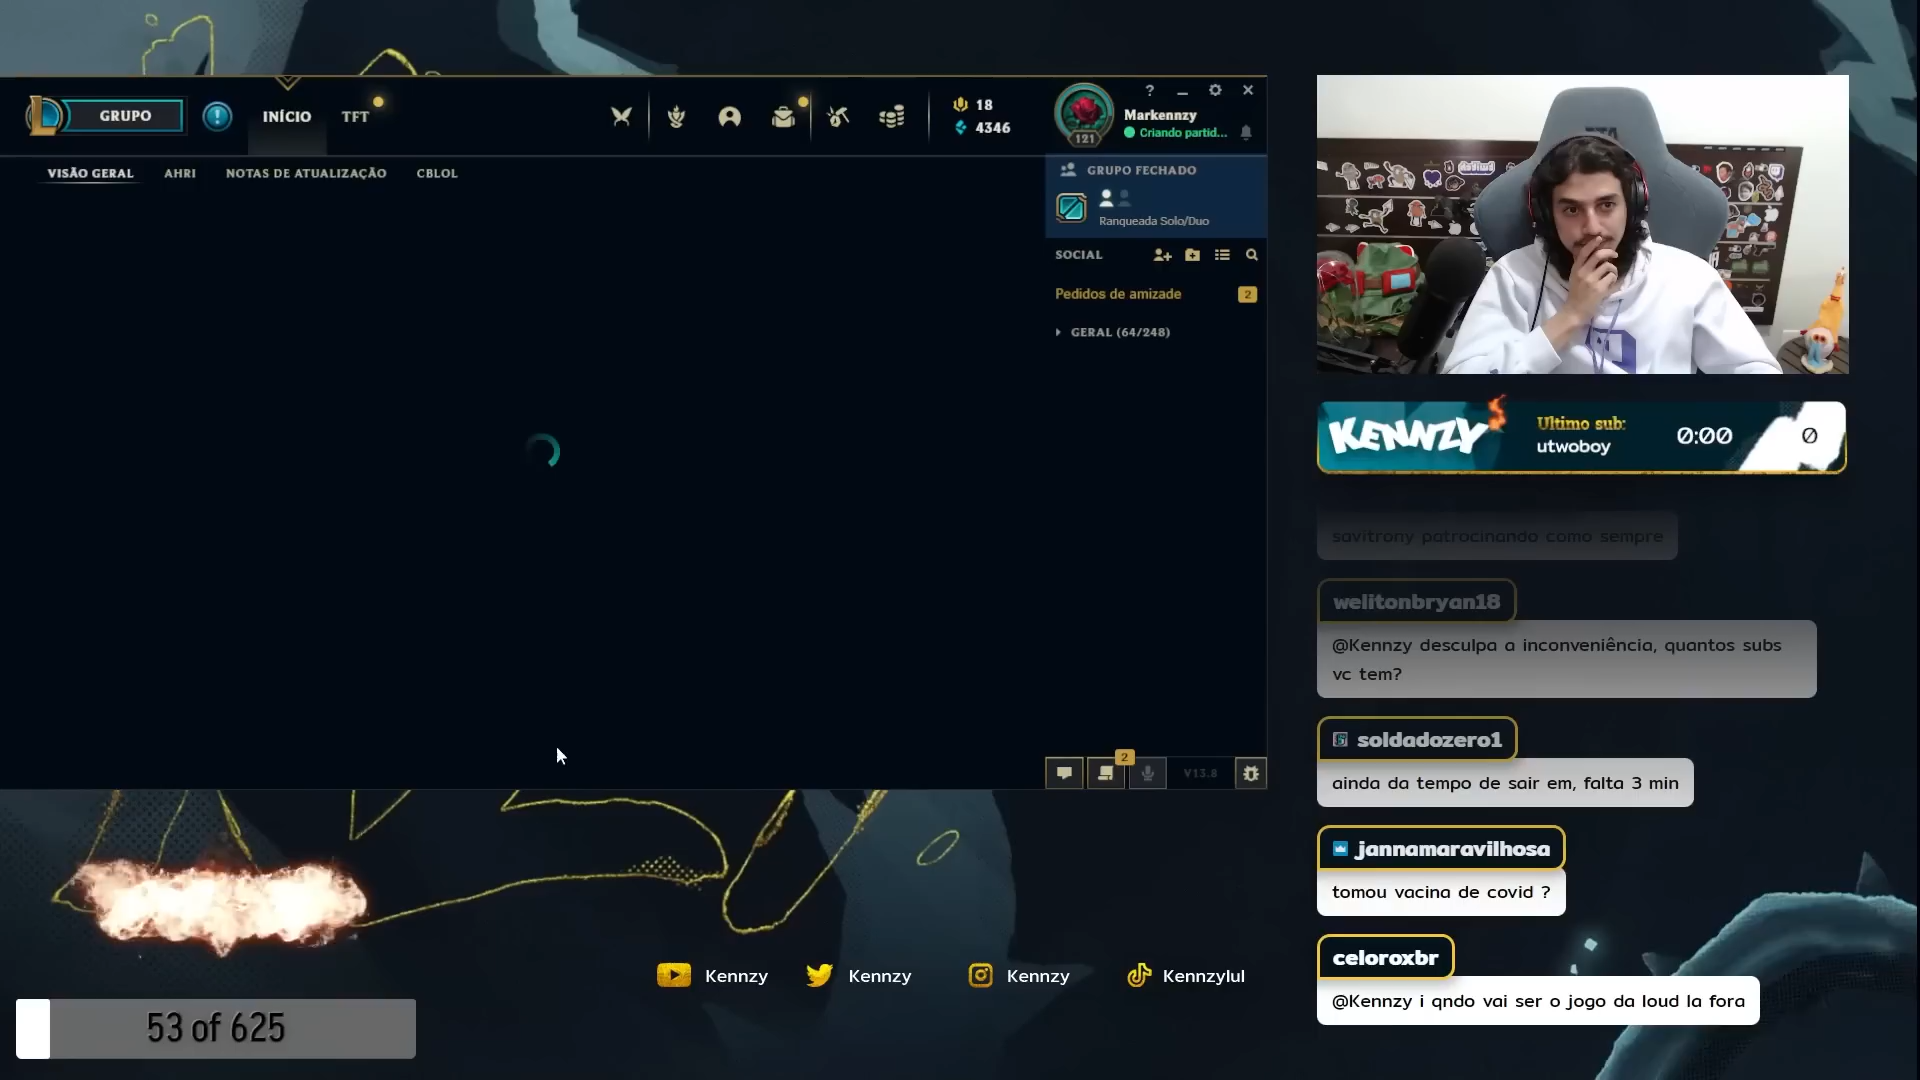 GRUPO
INÍCIO
TFT
18
4346
121
Markennzy
Criando partid...
?
VISÃO GERAL
AHRI
NOTAS DE ATUALIZAÇÃO
CBLOL
GRUPO FECHADO
Ranqueada Solo/Duo
SOCIAL
Pedidos de amizade
2
GERAL (64/248)
2
V13.8
KENNZY
Ultimo sub:
utwoboy
0:00
0
savitrony patrocinando como sempre
welitonbryan18
@Kennzy desculpa a inconveniência, quantos subs
vc tem?
soldadozero1
ainda da tempo de sair em, falta 3 min
jannamaravilhosa
tomou vacina de covid ?
celoroxbr
@Kennzy i qndo vai ser o jogo da loud la fora
Kennzy
Kennzy
Kennzy
Kennzylul
53 of 625